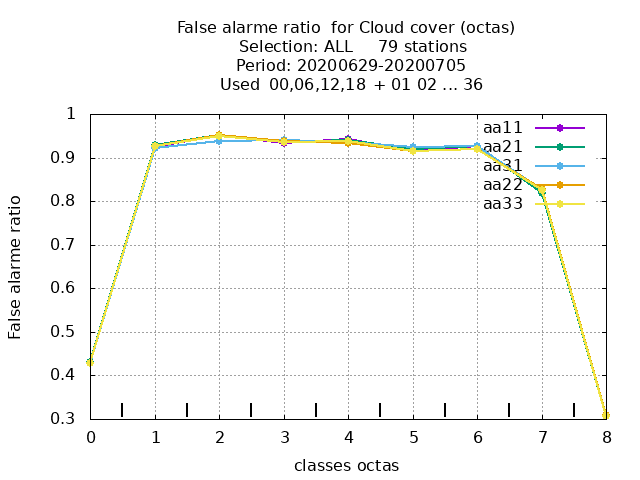 False alarme ratio  for Cloud cover (octas)
Selection: ALL     79 stations
Period: 20200629-20200705
Used  00,06,12,18  + 01 02 ... 36
aa11
aa21
aa31
aa22
aa33
False alarme ratio
1
0.9
0.8
0.7
0.6
0.5
0.4
0.3
0 1 2 3 4 5 6 7 8
classes octas